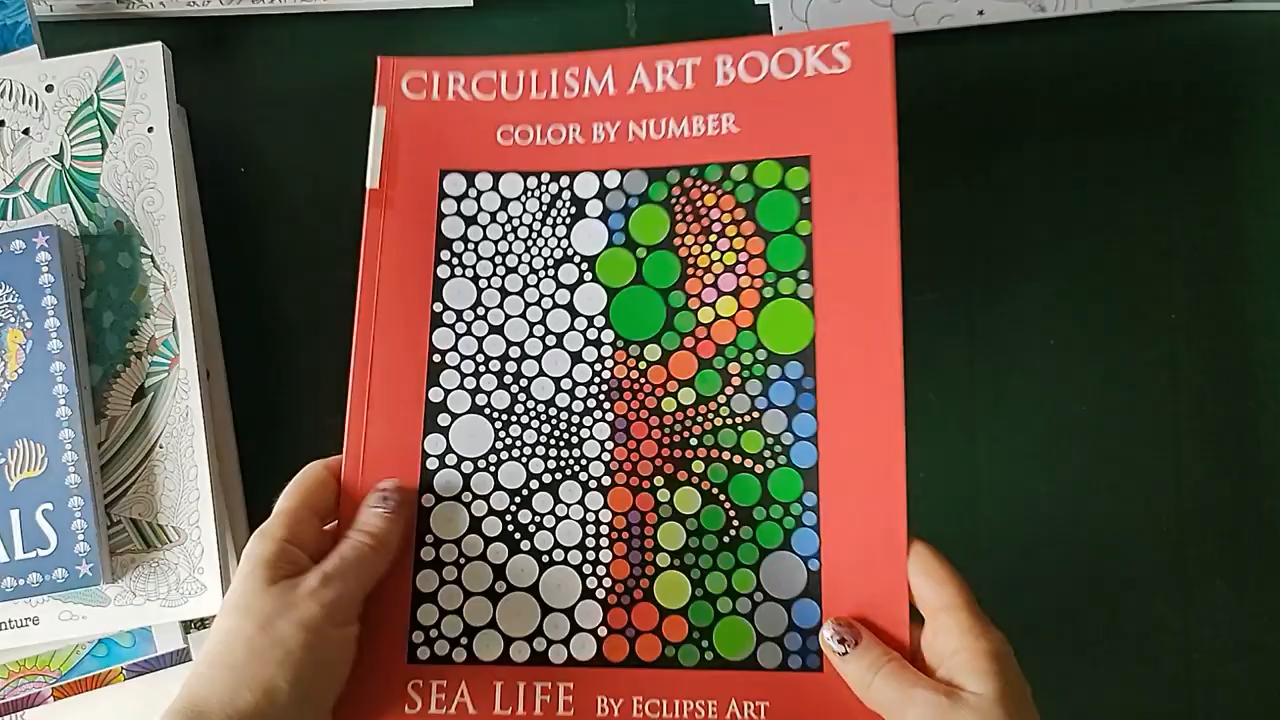 CIRCULISM ART BOOKS
COLOR BY NUMBER
SEA LIFE BY ECLIPSE ART
ALS
nture